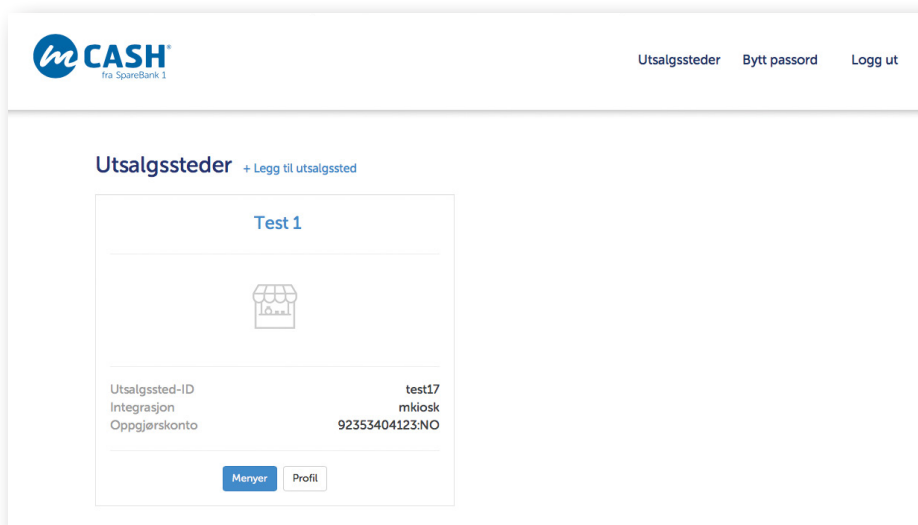 m CASH®
fra SpareBank 1
Utsalgssteder Bytt passord Logg ut
Utsalgssteder + Legg til utsalgssted
Test 1
Utsalgssted-ID test17
Integrasjon mkiosk
Oppgjørskonto 92353404123:NO
Menyer Profil